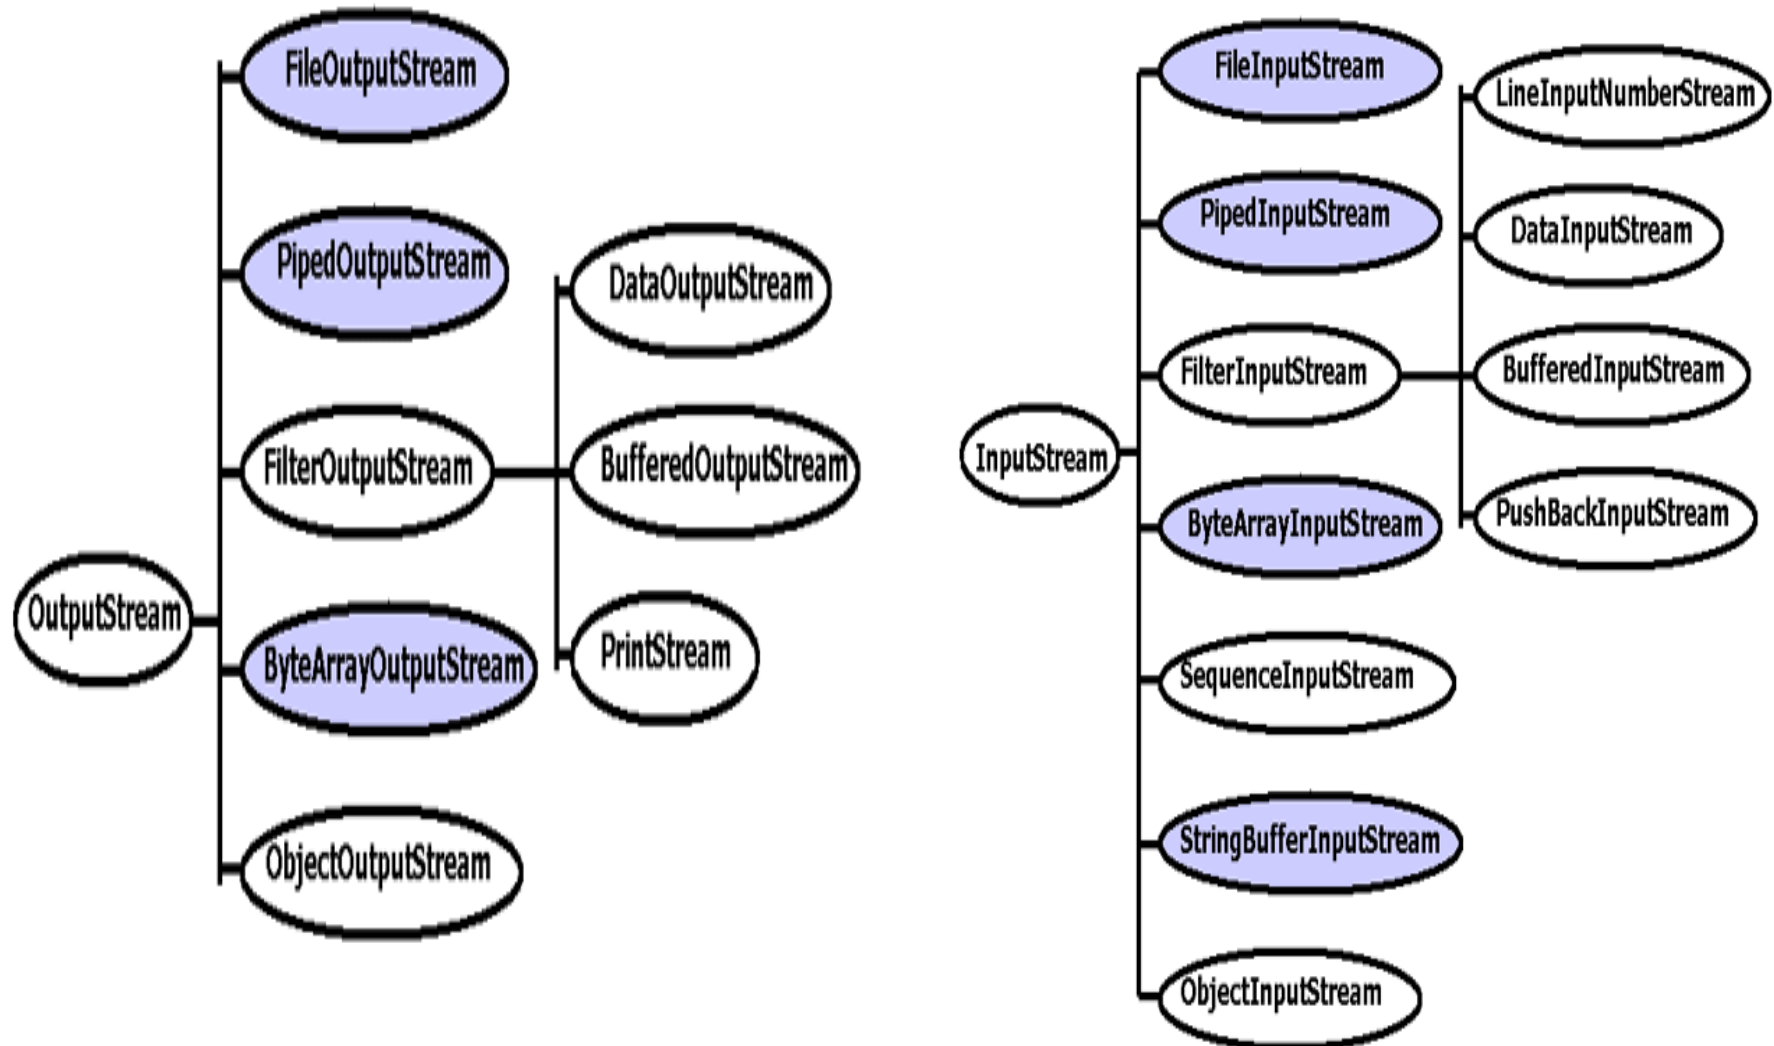 FileOutputStream
PipedOutputStream
DataOutputStream
FilterOutputStream
BufferedOutputStream
OutputStream
ByteArrayOutputStream
PrintStream
ObjectOutputStream
FileInputStream
LineInputNumberStream
PipedInputStream
DataInputStream
FilterInputStream
BufferedInputStream
InputStream
ByteArrayInputStream
PushBackInputStream
SequenceInputStream
StringBufferInputStream
ObjectInputStream